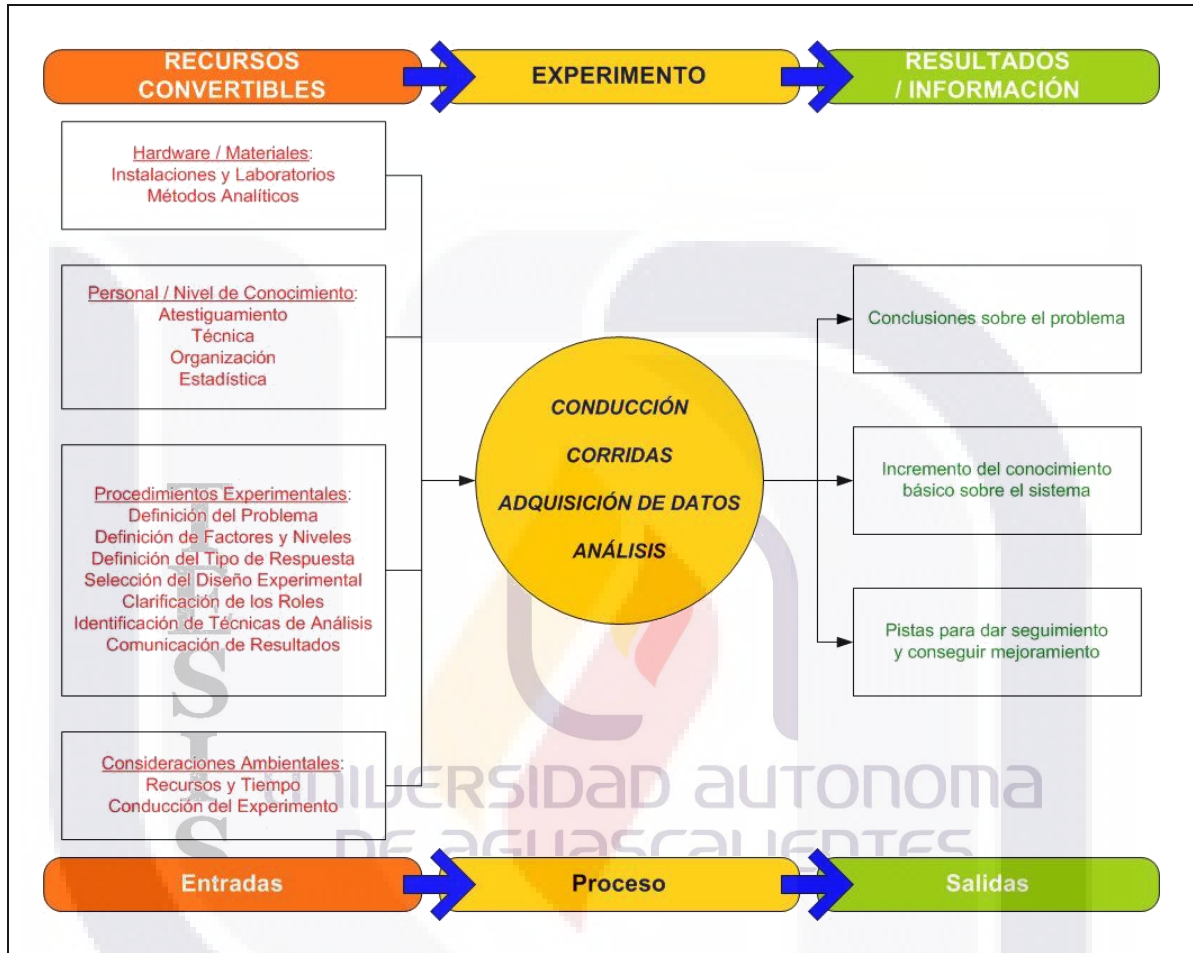 RECURSOS
CONVERTIBLES
EXPERIMENTO
RESULTADOS
/ INFORMACIÓN
Hardware / Materiales:
Instalaciones y Laboratorios
Métodos Analíticos
Personal / Nivel de Conocimiento:
Atestiguamiento
Técnica
Organización
Estadística
Procedimientos Experimentales:
Definición del Problema
Definición de Factores y Niveles
Definición del Tipo de Respuesta
Selección del Diseño Experimental
Clarificación de los Roles
Identificación de Técnicas de Análisis
Comunicación de Resultados
Consideraciones Ambientales:
Recursos y Tiempo
Conducción del Experimento
CONDUCCIÓN
CORRIDAS
ADQUISICIÓN DE DATOS
ANÁLISIS
Conclusiones sobre el problema
Incremento del conocimiento
básico sobre el sistema
Pistas para dar seguimiento
y conseguir mejoramiento
TESIS
UNIVERSIDAD AUTONOMA
DE AGUASCALIENTES
Entradas
Proceso
Salidas